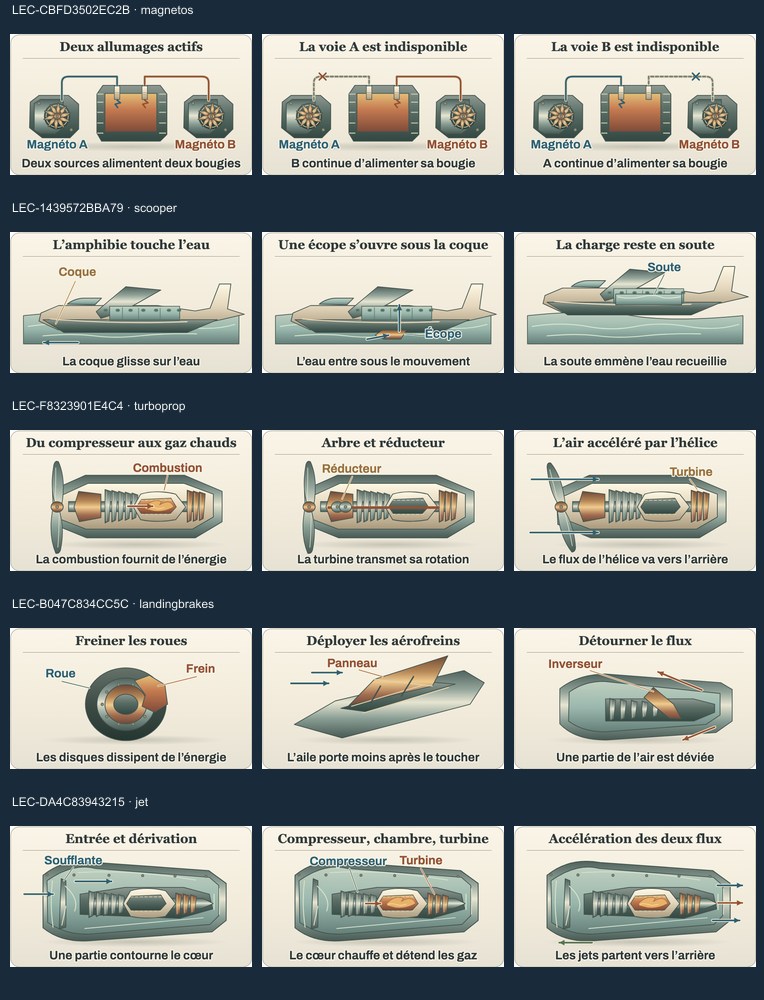 LEC-CBFD3502EC2B · magnetos
Deux allumages actifs
Magnéto A
Magnéto B
Deux sources alimentent deux bougies
La voie A est indisponible
Magnéto A
Magnéto B
B continue d’alimenter sa bougie
La voie B est indisponible
Magnéto A
Magnéto B
A continue d’alimenter sa bougie
LEC-1439572BBA79 · scooper
L’amphibie touche l’eau
Coque
La coque glisse sur l’eau
Une écope s’ouvre sous la coque
Écope
L’eau entre sous le mouvement
La charge reste en soute
Soute
La soute emmène l’eau recueillie
LEC-F8323901E4C4 · turboprop
Du compresseur aux gaz chauds
Combustion
La combustion fournit de l’énergie
Arbre et réducteur
Réducteur
La turbine transmet sa rotation
L’air accéléré par l’hélice
Turbine
Le flux de l’hélice va vers l’arrière
LEC-B047C834CC5C · landingbrakes
Freiner les roues
Roue
Frein
Les disques dissipent de l’énergie
Déployer les aérofreins
Panneau
L’aile porte moins après le toucher
Détourner le flux
Inverseur
Une partie de l’air est déviée
LEC-DA4C83943215 · jet
Entrée et dérivation
Soufflante
Une partie contourne le cœur
Compresseur, chambre, turbine
Compresseur
Turbine
Le cœur chauffe et détend les gaz
Accélération des deux flux
Les jets partent vers l’arrière